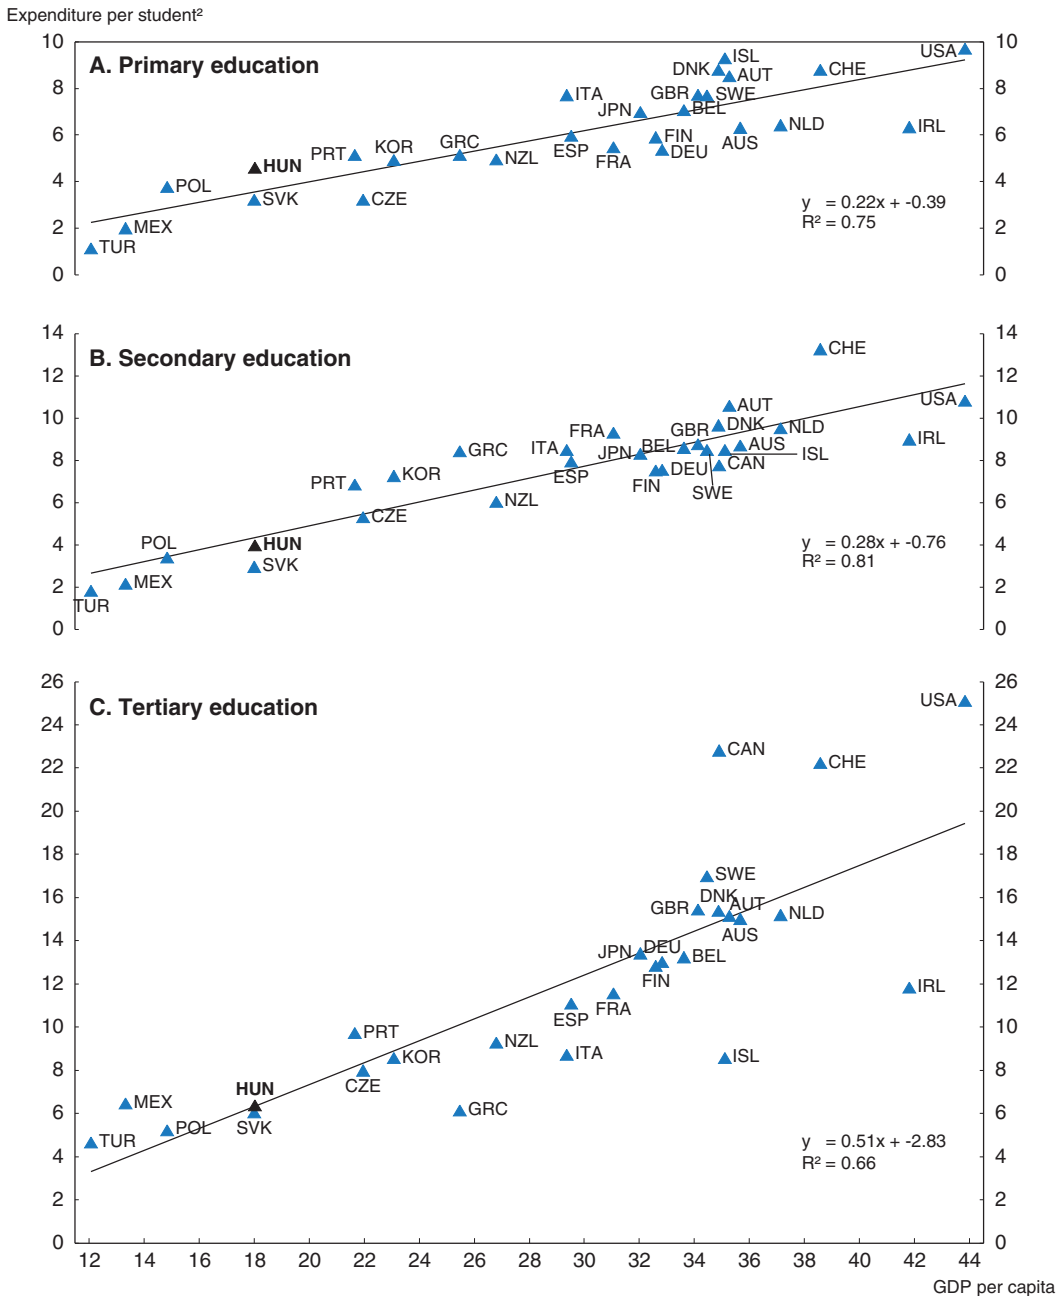 Expenditure per student²
A. Primary education
10 10
8 8
6 6
4 4
2 2
0 0
USA
ISL
DNK
AUT
CHE
ITA
GBR
SWE
JPN
BEL
NLD
IRL
AUS
FIN
DEU
FRA
ESP
NZL
GRC
KOR
PRT
HUN
POL
SVK
CZE
MEX
TUR
y = 0.22x + -0.39
R² = 0.75
B. Secondary education
14 14
12 12
10 10
8 8
6 6
4 4
2 2
0 0
CHE
USA
AUT
DNK
NLD
IRL
GBR
FRA
AUS
ISL
CAN
BEL
JPN
ITA
ESP
DEU
FIN
SWE
GRC
KOR
PRT
NZL
CZE
POL
HUN
SVK
MEX
TUR
y = 0.28x + -0.76
R² = 0.81
C. Tertiary education
26 26
24 24
22 22
20 20
18 18
16 16
14 14
12 12
10 10
8 8
6 6
4 4
2 2
0 0
USA
CAN
CHE
SWE
DNK
AUT
GBR
NLD
AUS
JPN
DEU
BEL
FIN
IRL
FRA
ESP
PRT
NZL
ITA
KOR
ISL
CZE
HUN
MEX
GRC
POL
SVK
TUR
y = 0.51x + -2.83
R² = 0.66
12 14 16 18 20 22 24 26 28 30 32 34 36 38 40 42 44
GDP per capita